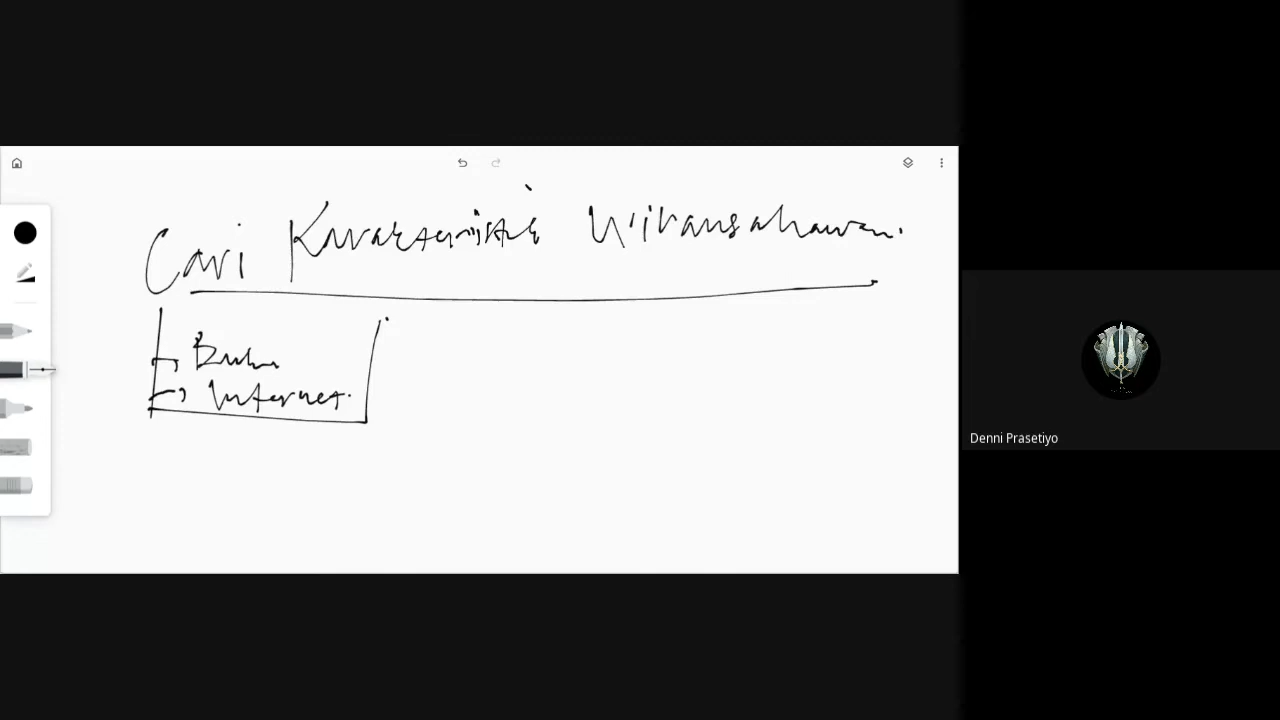 Cari Karakteristik Wirausahawan.
Buku
Internet.
Denni Prasetiyo